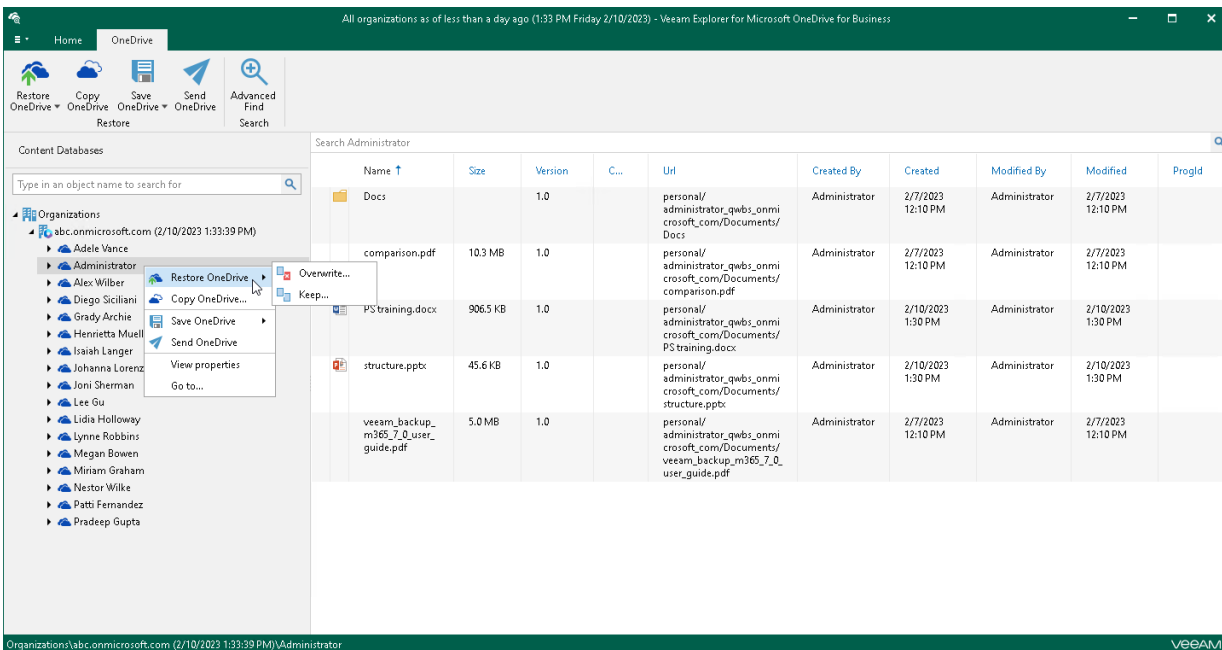 All organizations as of less than a day ago (1:33 PM Friday 2/10/2023) - Veeam Explorer for Microsoft OneDrive for Business
Home OneDrive
Restore OneDrive
Copy OneDrive
Save OneDrive
Send OneDrive
Advanced Find
Restore Search
Content Databases
Search Administrator
Type in an object name to search for
Name Size Version C... Url Created By Created Modified By Modified ProgId
Organizations
abc.onmicrosoft.com (2/10/2023 1:33:39 PM)
Adele Vance
Administrator
Alex Wilber
Diego Siciliani
Grady Archie
Henrietta Muell
Isaiah Langer
Johanna Lorenz
Joni Sherman
Lee Gu
Lidia Holloway
Lynne Robbins
Megan Bowen
Miriam Graham
Nestor Wilke
Patti Fernandez
Pradeep Gupta
Restore OneDrive
Copy OneDrive...
Save OneDrive
Send OneDrive
View properties
Go to...
Overwrite...
Keep...
Docs 1.0 personal/ Administrator 2/7/2023 Administrator 2/7/2023
administrator_qwbs_onmi 12:10 PM 12:10 PM
crosoft_com/Documents/
Docs
comparison.pdf 10.3 MB 1.0 personal/ Administrator 2/7/2023 Administrator 2/7/2023
administrator_qwbs_onmi 12:10 PM 12:10 PM
crosoft_com/Documents/
comparison.pdf
PS training.docx 906.5 KB 1.0 personal/ Administrator 2/10/2023 Administrator 2/10/2023
administrator_qwbs_onmi 1:30 PM 1:30 PM
crosoft_com/Documents/
PS training.docx
structure.pptx 45.6 KB 1.0 personal/ Administrator 2/10/2023 Administrator 2/10/2023
administrator_qwbs_onmi 1:30 PM 1:30 PM
crosoft_com/Documents/
structure.pptx
veeam_backup_ 5.0 MB 1.0 personal/ Administrator 2/7/2023 Administrator 2/7/2023
m365_7_0_user_ administrator_qwbs_onmi 12:10 PM 12:10 PM
guide.pdf crosoft_com/Documents/
veeam_backup_m365_7_0_
user_guide.pdf
Organizations\abc.onmicrosoft.com (2/10/2023 1:33:39 PM)\Administrator
veeam